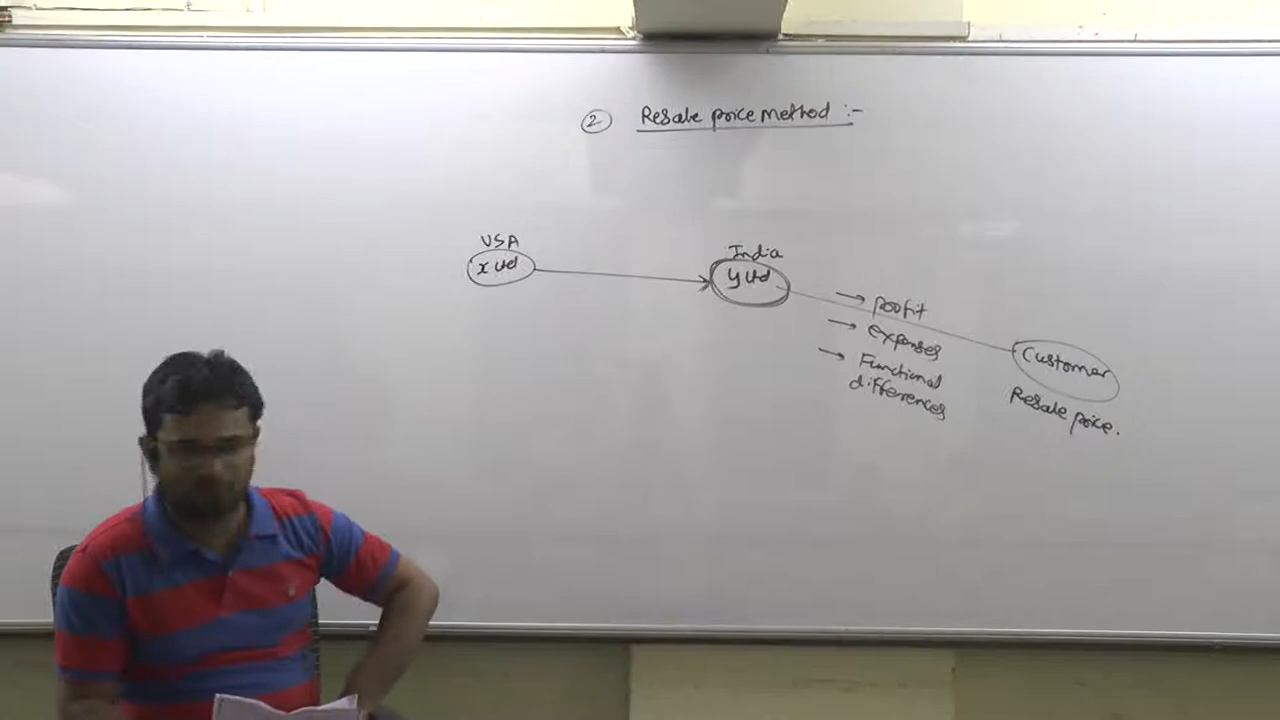 ② Resale price method :-
USA
X Ltd
India
Y Ltd
→ profit
→ expenses
→ Functional
differences
Customer
Resale price.